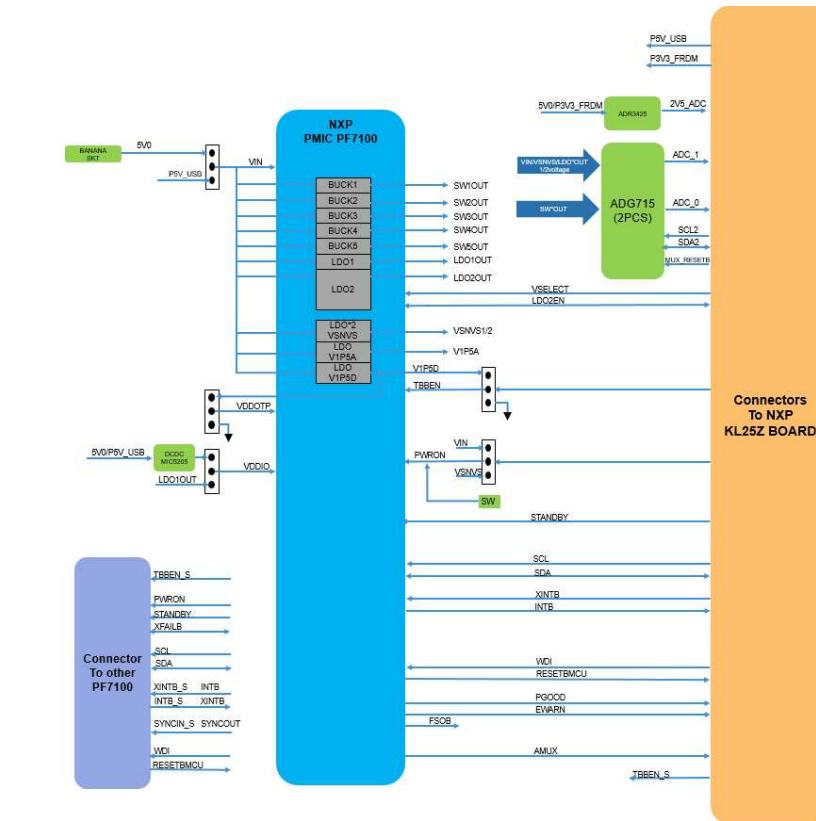 P5V_USB
P3V3_FRDM
5V0/P3V3_FRDM
ADR3425
2V5_ADC
NXP
PMIC PF7100
BANANA
SKT
5V0
P5V_USB
VIN
VIN/VSNVS/LDO*OUT
1/2voltage
SW*OUT
ADG715
(2PCS)
ADC_1
ADC_0
SCL2
SDA2
MUX_RESETB
BUCK1
SW1OUT
BUCK2
SW2OUT
BUCK3
SW3OUT
BUCK4
SW4OUT
BUCK5
SW5OUT
LDO1
LDO1OUT
LDO2
LDO2OUT
VSELECT
LDO2EN
LDO*2
VSNVS
VSNVS1/2
LDO
V1P5A
V1P5A
LDO
V1P5D
V1P5D
TBBEN
VDDOTP
Connectors
To NXP
KL25Z BOARD
5V0/P5V_USB
DCDC
MIC5205
LDO1OUT
VDDIO
VIN
PWRON
VSNVS
SW
STANDBY
SCL
SDA
XINTB
INTB
WDI
RESETBMCU
PGOOD
EWARN
FSOB
AMUX
TBBEN_S
Connector
To other
PF7100
TBBEN_S
PWRON
STANDBY
XFAILB
SCL
SDA
XINTB_S INTB
INTB_S XINTB
SYNCIN_S SYNCOUT
WDI
RESETBMCU